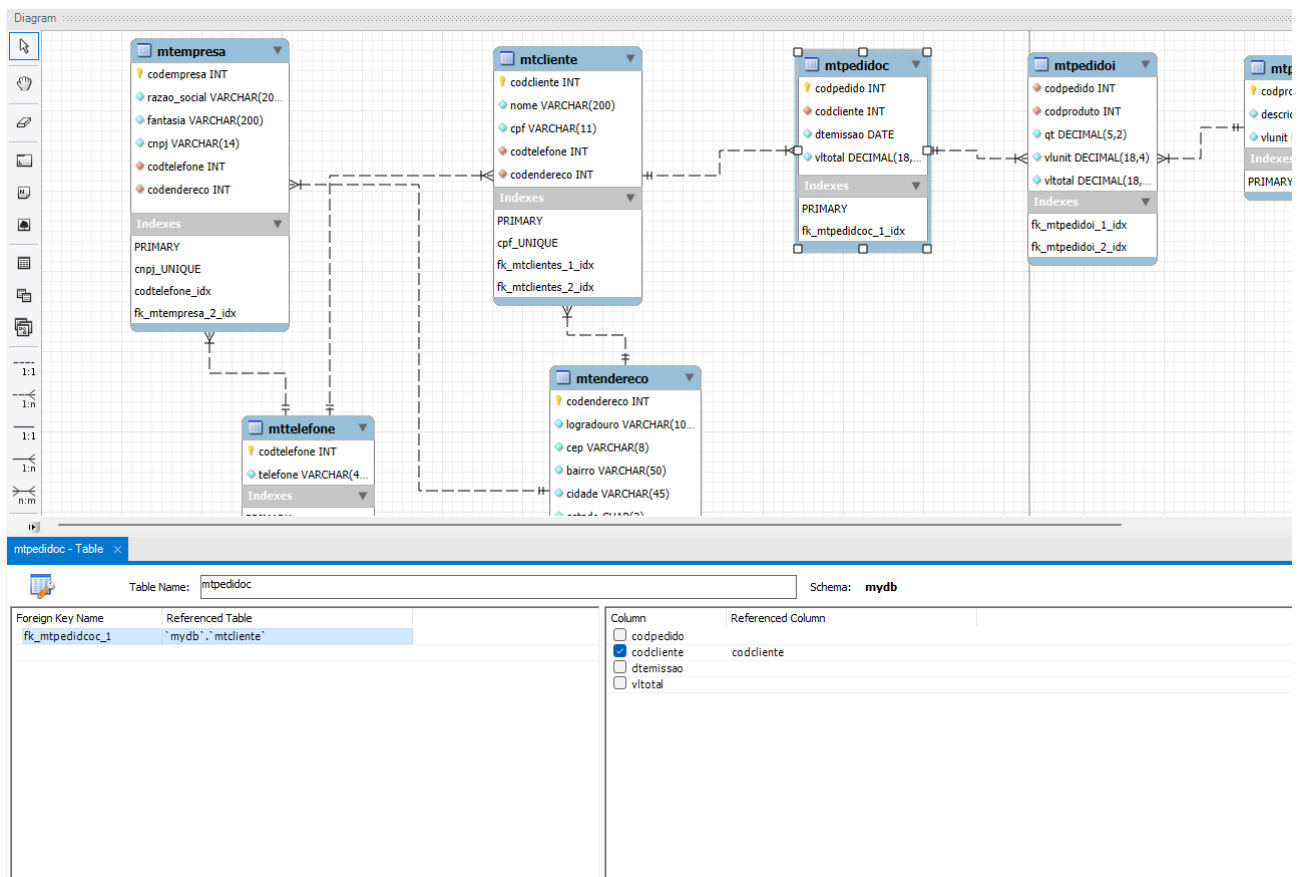 Diagram
mtempresa
codempresa INT
razao_social VARCHAR(20...
fantasia VARCHAR(200)
cnpj VARCHAR(14)
codtelefone INT
codendereco INT
Indexes
PRIMARY
cnpj_UNIQUE
codtelefone_idx
fk_mtempresa_2_idx
mtcliente
codcliente INT
nome VARCHAR(200)
cpf VARCHAR(11)
codtelefone INT
codendereco INT
Indexes
PRIMARY
cpf_UNIQUE
fk_mtclientes_1_idx
fk_mtclientes_2_idx
mtpedidoc
codpedido INT
codcliente INT
dtemissao DATE
vltotal DECIMAL(18,...
Indexes
PRIMARY
fk_mtpedidcoc_1_idx
mtpedidoi
codpedido INT
codproduto INT
qt DECIMAL(5,2)
vlunit DECIMAL(18,4)
vltotal DECIMAL(18,...
Indexes
fk_mtpedidoi_1_idx
fk_mtpedidoi_2_idx
mtp
codpro
descri
vlunit
Indexes
PRIMARY
mttelefone
codtelefone INT
telefone VARCHAR(4...
Indexes
mtendereco
codendereco INT
logradouro VARCHAR(10...
cep VARCHAR(8)
bairro VARCHAR(50)
cidade VARCHAR(45)
1:1
1:n
1:1
1:n
n:m
mtpedidoc - Table
Table Name: mtpedidoc
Schema: mydb
Foreign Key Name Referenced Table
fk_mtpedidcoc_1 `mydb`.`mtcliente`
Column Referenced Column
codpedido
codcliente codcliente
dtemissao
vltotal